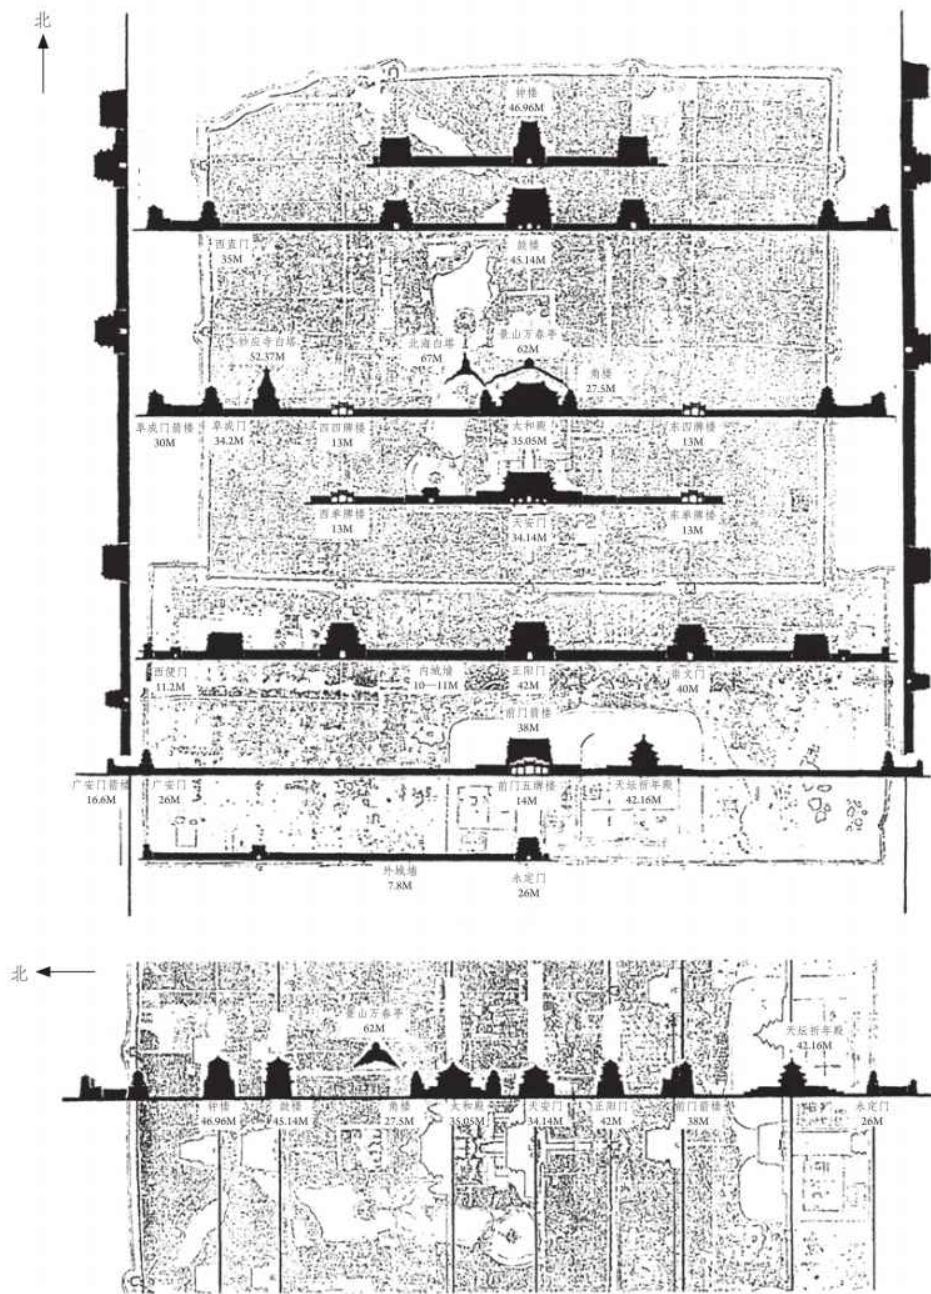 北
钟楼
46.96M
西直门
35M
鼓楼
45.14M
妙应寺白塔
52.37M
北海白塔
67M
景山万春亭
62M
角楼
27.5M
阜成门箭楼
30M
阜成门
34.2M
西四牌楼
13M
太和殿
35.05M
东四牌楼
13M
西单牌楼
13M
天安门
34.14M
东单牌楼
13M
西便门
11.2M
内城墙
10—11M
正阳门
42M
崇文门
40M
前门箭楼
38M
广安门箭楼
16.6M
广安门
26M
前门五牌楼
14M
天坛祈年殿
42.16M
外城墙
7.8M
永定门
26M
北
景山万春亭
62M
天坛祈年殿
42.16M
钟楼
46.96M
鼓楼
45.14M
角楼
27.5M
太和殿
35.05M
天安门
34.14M
正阳门
42M
前门箭楼
38M
永定门
26M